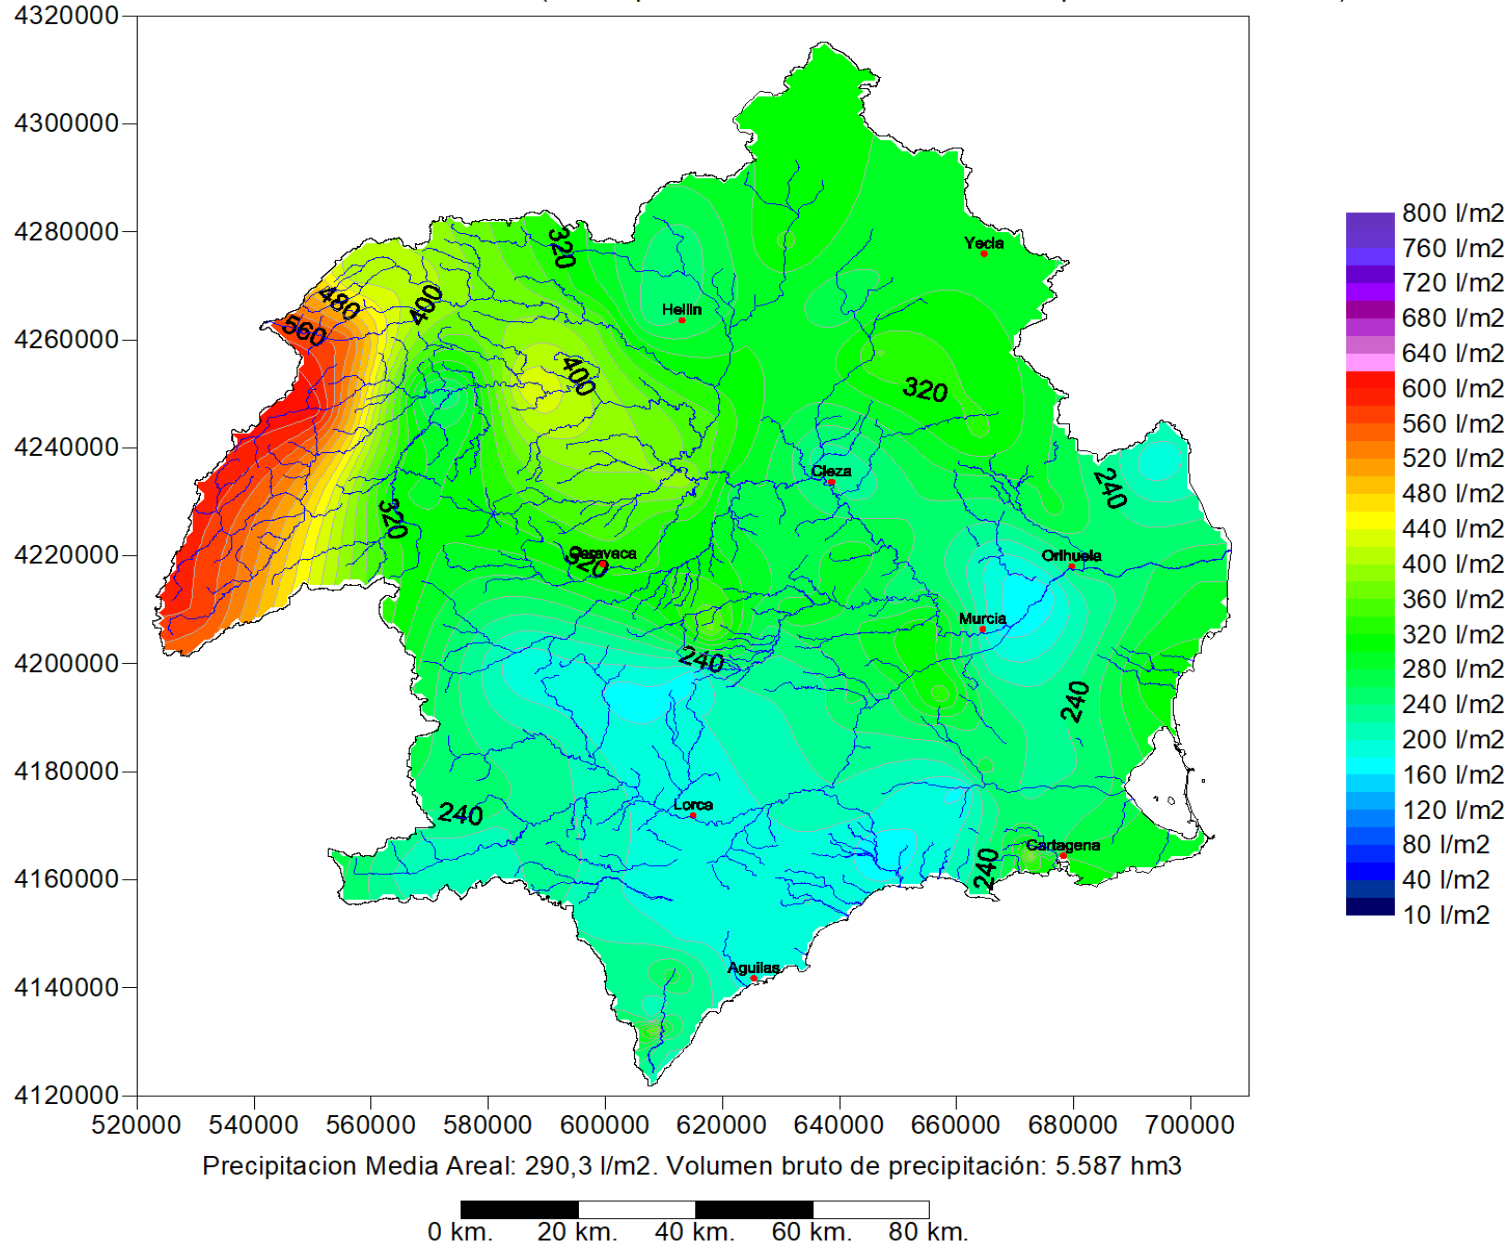 4320000
4300000
4280000
4260000
4240000
4220000
4200000
4180000
4160000
4140000
4120000
520000 540000 560000 580000 600000 620000 640000 660000 680000 700000
320
Yecla
480
400
560
Hellin
400
320
Cieza
240
320
Caravaca
320
Orihuela
Murcia
240
240
Lorca
240
Cartagena
240
Aguilas
800 l/m2
760 l/m2
720 l/m2
680 l/m2
640 l/m2
600 l/m2
560 l/m2
520 l/m2
480 l/m2
440 l/m2
400 l/m2
360 l/m2
320 l/m2
280 l/m2
240 l/m2
200 l/m2
160 l/m2
120 l/m2
80 l/m2
40 l/m2
10 l/m2
Precipitacion Media Areal: 290,3 l/m2. Volumen bruto de precipitación: 5.587 hm3
0 km. 20 km. 40 km. 60 km. 80 km.